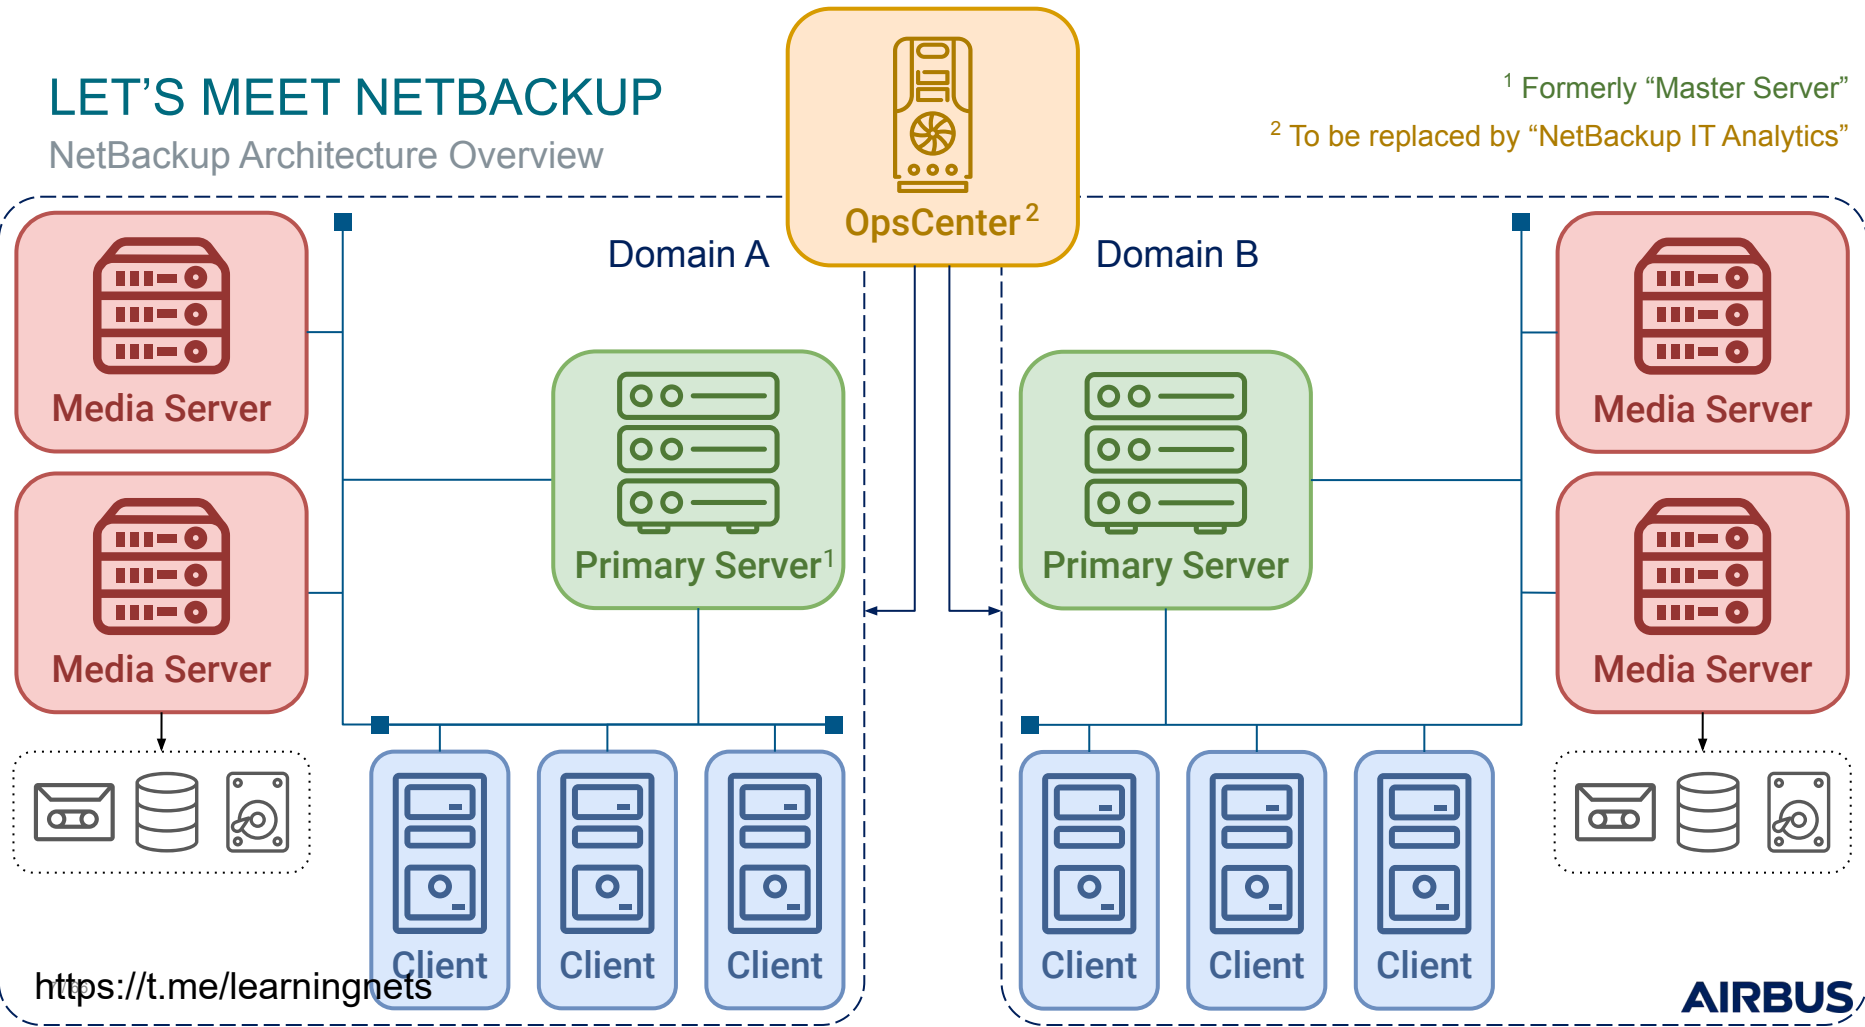 LET’S MEET NETBACKUP
NetBackup Architecture Overview
¹ Formerly “Master Server”
² To be replaced by “NetBackup IT Analytics”
OpsCenter²
Domain A
Domain B
Media Server
Media Server
Primary Server¹
Primary Server
Media Server
Media Server
Client
Client
Client
Client
Client
Client
https://t.me/learningnets
AIRBUS